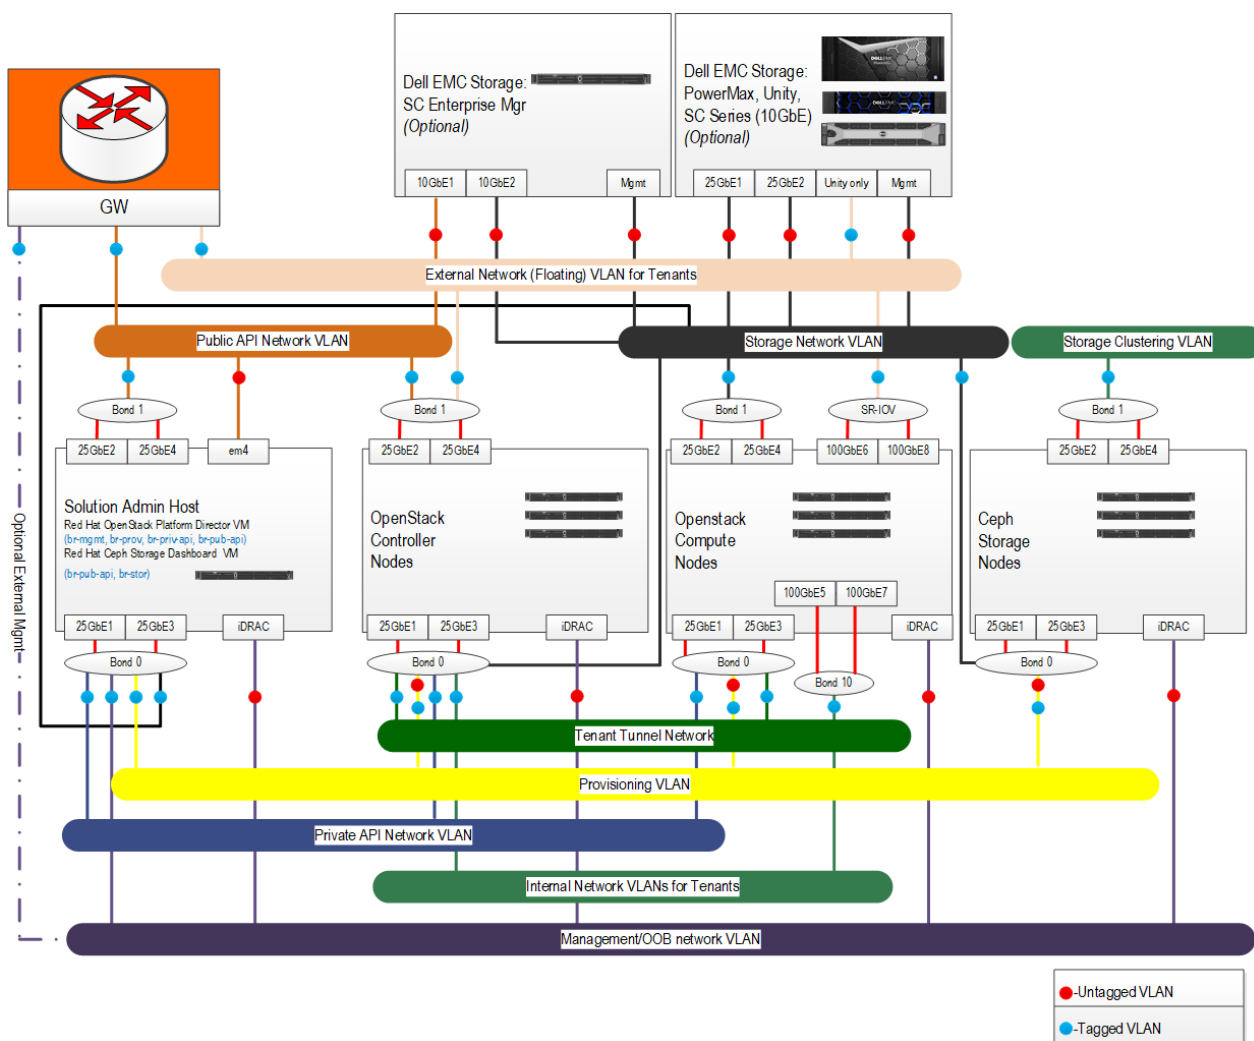 Dell EMC Storage:
SC Enterprise Mgr
(Optional)
10GbE1
10GbE2
Mgmt
Dell EMC Storage:
PowerMax, Unity,
SC Series (10GbE)
(Optional)
25GbE1
25GbE2
Unity only
Mgmt
GW
External Network (Floating) VLAN for Tenants
Public API Network VLAN
Storage Network VLAN
Storage Clustering VLAN
Bond 1
Bond 1
Bond 1
SR-IOV
Bond 1
25GbE2
25GbE4
em4
25GbE2
25GbE4
25GbE2
25GbE4
100GbE6
100GbE8
25GbE2
25GbE4
Solution Admin Host
Red Hat OpenStack Platform Director VM
(br-mgmt, br-prov, br-priv-api, br-pub-api)
Red Hat Ceph Storage Dashboard VM
(br-pub-api, br-stor)
OpenStack
Controller
Nodes
Openstack
Compute
Nodes
Ceph
Storage
Nodes
100GbE5
100GbE7
25GbE1
25GbE3
iDRAC
25GbE1
25GbE3
iDRAC
25GbE1
25GbE3
iDRAC
25GbE1
25GbE3
iDRAC
Bond 0
Bond 0
Bond 0
Bond 10
Bond 0
Optional External Mgmt
Tenant Tunnel Network
Provisioning VLAN
Private API Network VLAN
Internal Network VLANs for Tenants
Management/OOB network VLAN
-Untagged VLAN
-Tagged VLAN